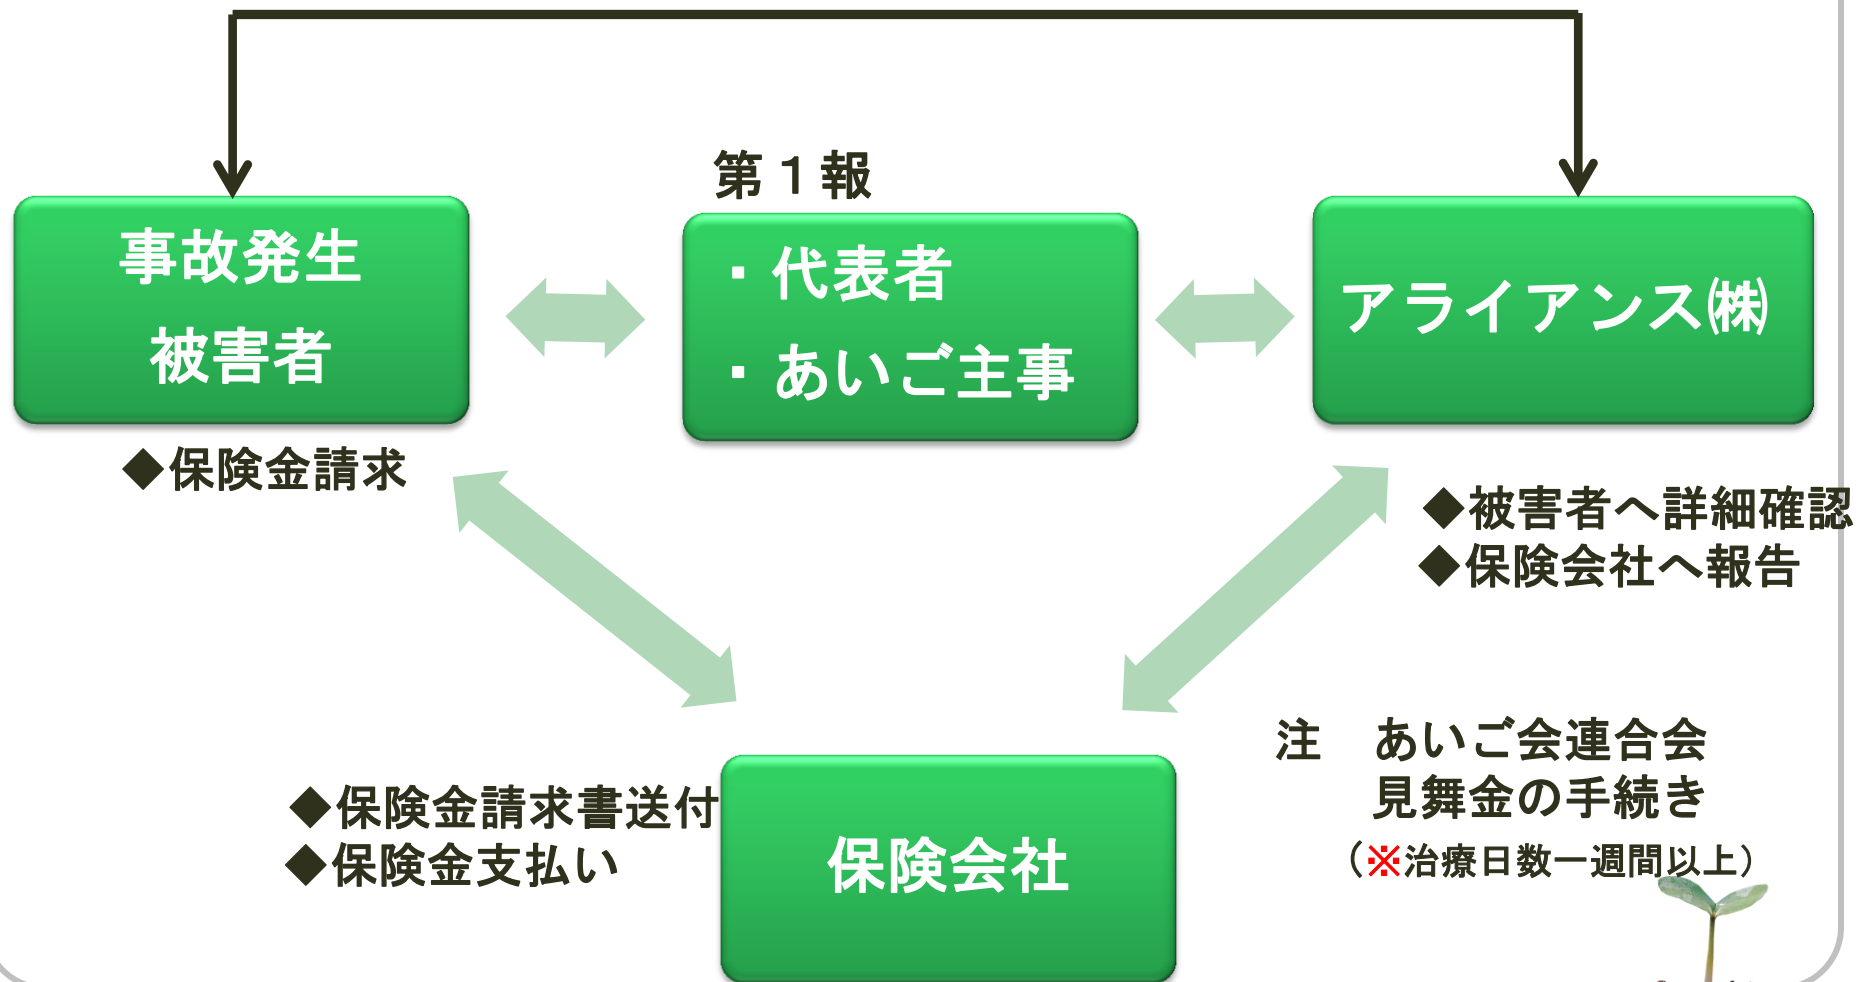 第１報
事故発生
被害者
・代表者
・あいご主事
アライアンス㈱
◆保険金請求
◆被害者へ詳細確認
◆保険会社へ報告
◆保険金請求書送付
◆保険金支払い
保険会社
注　あいご会連合会
見舞金の手続き
（※治療日数一週間以上）